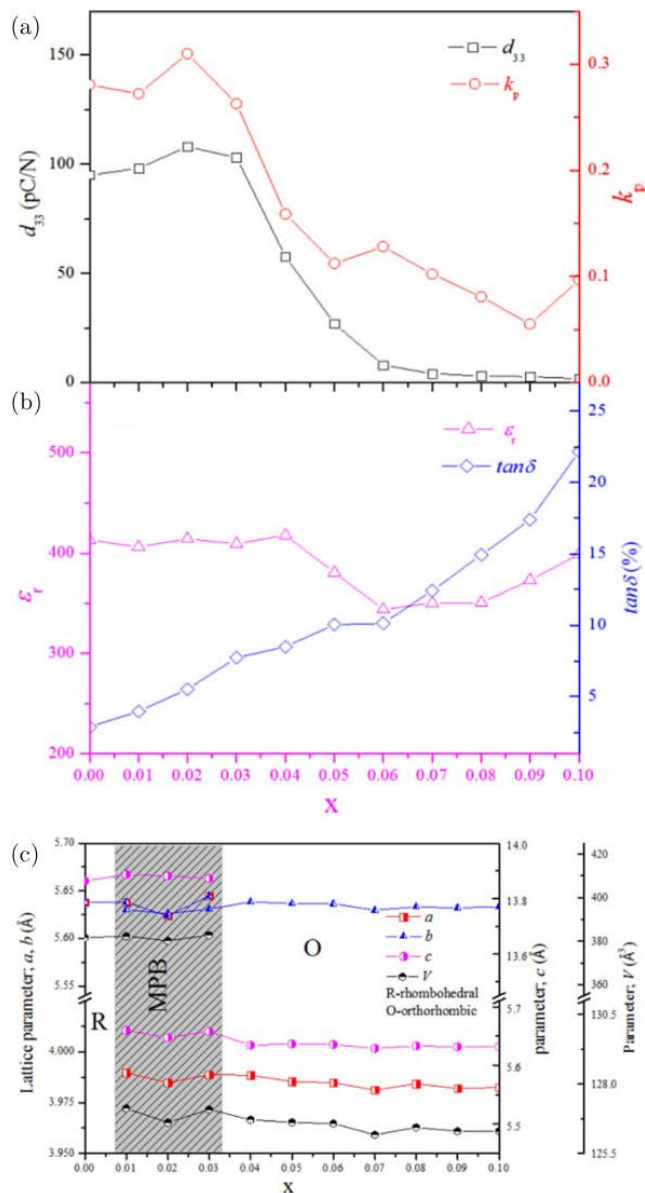 (a)
150
100
50
0
d33 (pC/N)
d33
kp
0.3
0.2
0.1
0.0
kp
(b)
500
400
300
200
εr
εr
tanδ
25
20
15
10
5
tanδ (%)
0.00 0.01 0.02 0.03 0.04 0.05 0.06 0.07 0.08 0.09 0.10
x
(c)
5.70
5.65
5.60
5.55
4.000
3.975
3.950
Lattice parameter; a, b (Å)
R
MPB
O
a
b
c
V
R-rhombohedral
O-orthorhombic
14.0
13.8
13.6
5.7
5.6
5.5
parameter; c (Å)
420
400
380
360
130.5
128.0
125.5
Parameter; V (Å³)
0.00 0.01 0.02 0.03 0.04 0.05 0.06 0.07 0.08 0.09 0.10
x